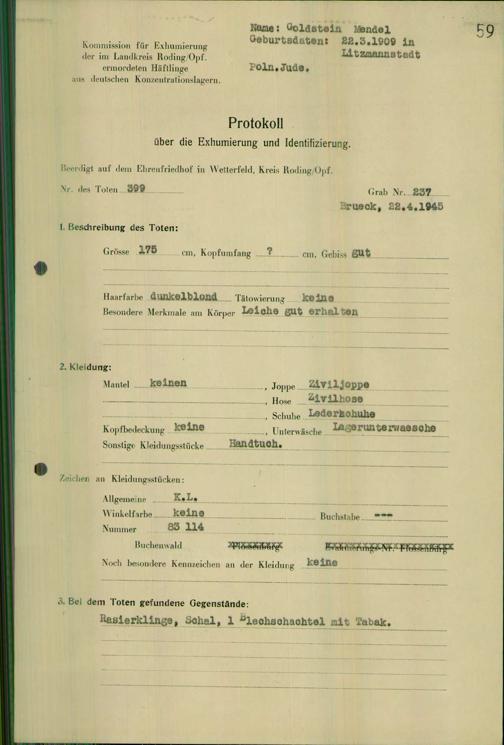 59
Name: Goldstein Mendel
Geburtsdaten: 22.3.1909 in
Litzmannstadt
Poln.Jude.
Kommission für Exhumierung
der im Landkreis Roding/Opf.
ermordeten Häftlinge
aus deutschen Konzentrationslagern.
Protokoll
über die Exhumierung und Identifizierung.
Beerdigt auf dem Ehrenfriedhof in Wetterfeld, Kreis Roding/Opf.
Nr. des Toten 399 Grab Nr. 237
Brueck, 22.4.1945
1. Beschreibung des Toten:
Grösse 175 cm, Kopfumfang ? cm, Gebiss gut
Haarfarbe dunkelblond Tätowierung keine
Besondere Merkmale am Körper Leiche gut erhalten
2. Kleidung:
Mantel keinen , Joppe Ziviljoppe
, Hose Zivilhose
, Schuhe Lederschuhe
Kopfbedeckung keine , Unterwäsche Lagerunterwaesche
Sonstige Kleidungsstücke Handtuch.
Zeichen an Kleidungsstücken:
Allgemeine K.L.
Winkelfarbe keine Buchstabe ---
Nummer 83 114
Buchenwald Flossenburg Evakuierungs-Nr. Flossenburg
Noch besondere Kennzeichen an der Kleidung keine
3. Bei dem Toten gefundene Gegenstände:
Rasierklinge, Schal, 1 Blechschachtel mit Tabak.